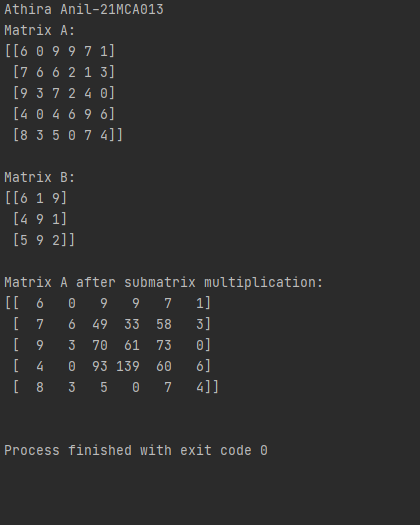 Athira Anil-21MCA013
Matrix A:
[[6 0 9 9 7 1]
 [7 6 6 2 1 3]
 [9 3 7 2 4 0]
 [4 0 4 6 9 6]
 [8 3 5 0 7 4]]
Matrix B:
[[6 1 9]
 [4 9 1]
 [5 9 2]]
Matrix A after submatrix multiplication:
[[  6   0   9   9   7   1]
 [  7   6  49  33  58   3]
 [  9   3  70  61  73   0]
 [  4   0  93 139  60   6]
 [  8   3   5   0   7   4]]
Process finished with exit code 0